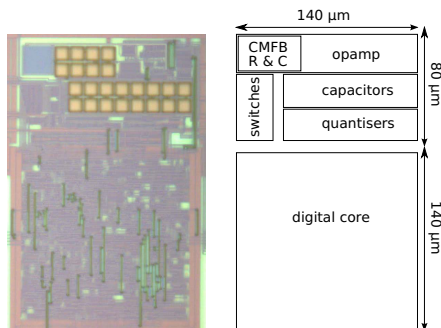 140 µm
CMFB
R & C
opamp
80 µm
switches
capacitors
quantisers
digital core
140 µm